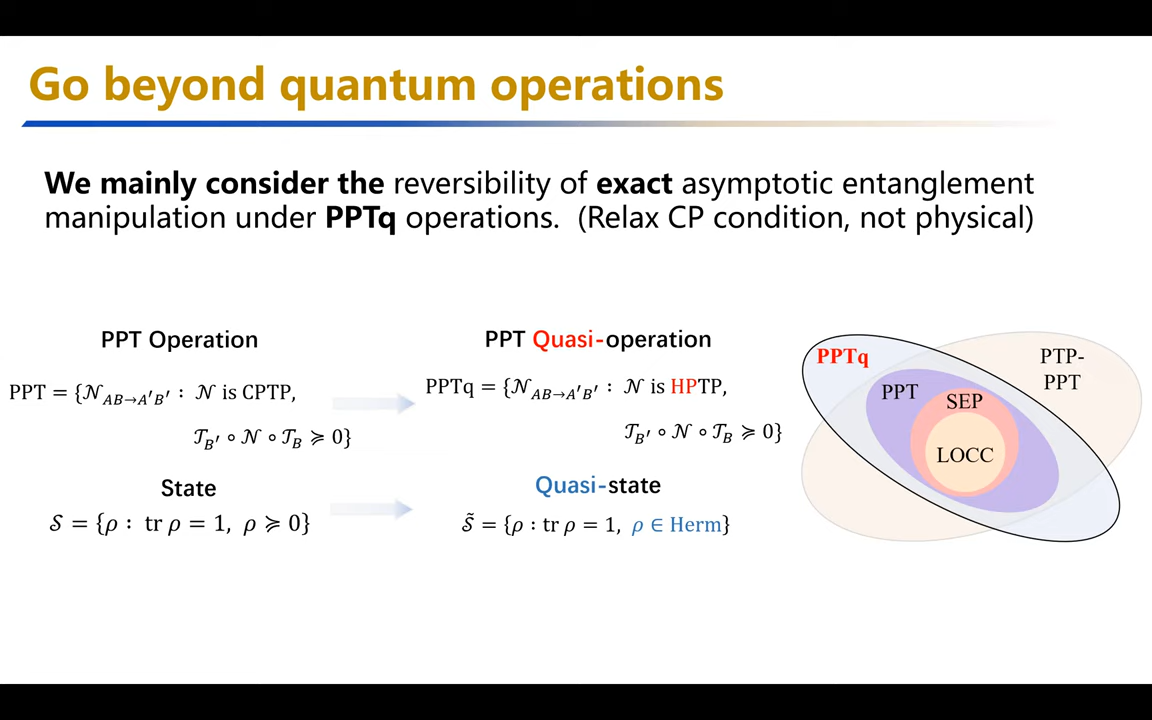 Go beyond quantum operations
We mainly consider the reversibility of exact asymptotic entanglement
manipulation under PPTq operations. (Relax CP condition, not physical)
PPT Operation
PPT = {𝒩_{AB→A′B′} : 𝒩 is CPTP,
𝒯_{B′} ∘ 𝒩 ∘ 𝒯_B ≽ 0}
State
𝒮 = {ρ : tr ρ = 1, ρ ≽ 0}
PPT Quasi-operation
PPTq = {𝒩_{AB→A′B′} : 𝒩 is HPTP,
𝒯_{B′} ∘ 𝒩 ∘ 𝒯_B ≽ 0}
Quasi-state
𝒮̃ = {ρ : tr ρ = 1, ρ ∈ Herm}
PPTq
PTP-
PPT
PPT
SEP
LOCC